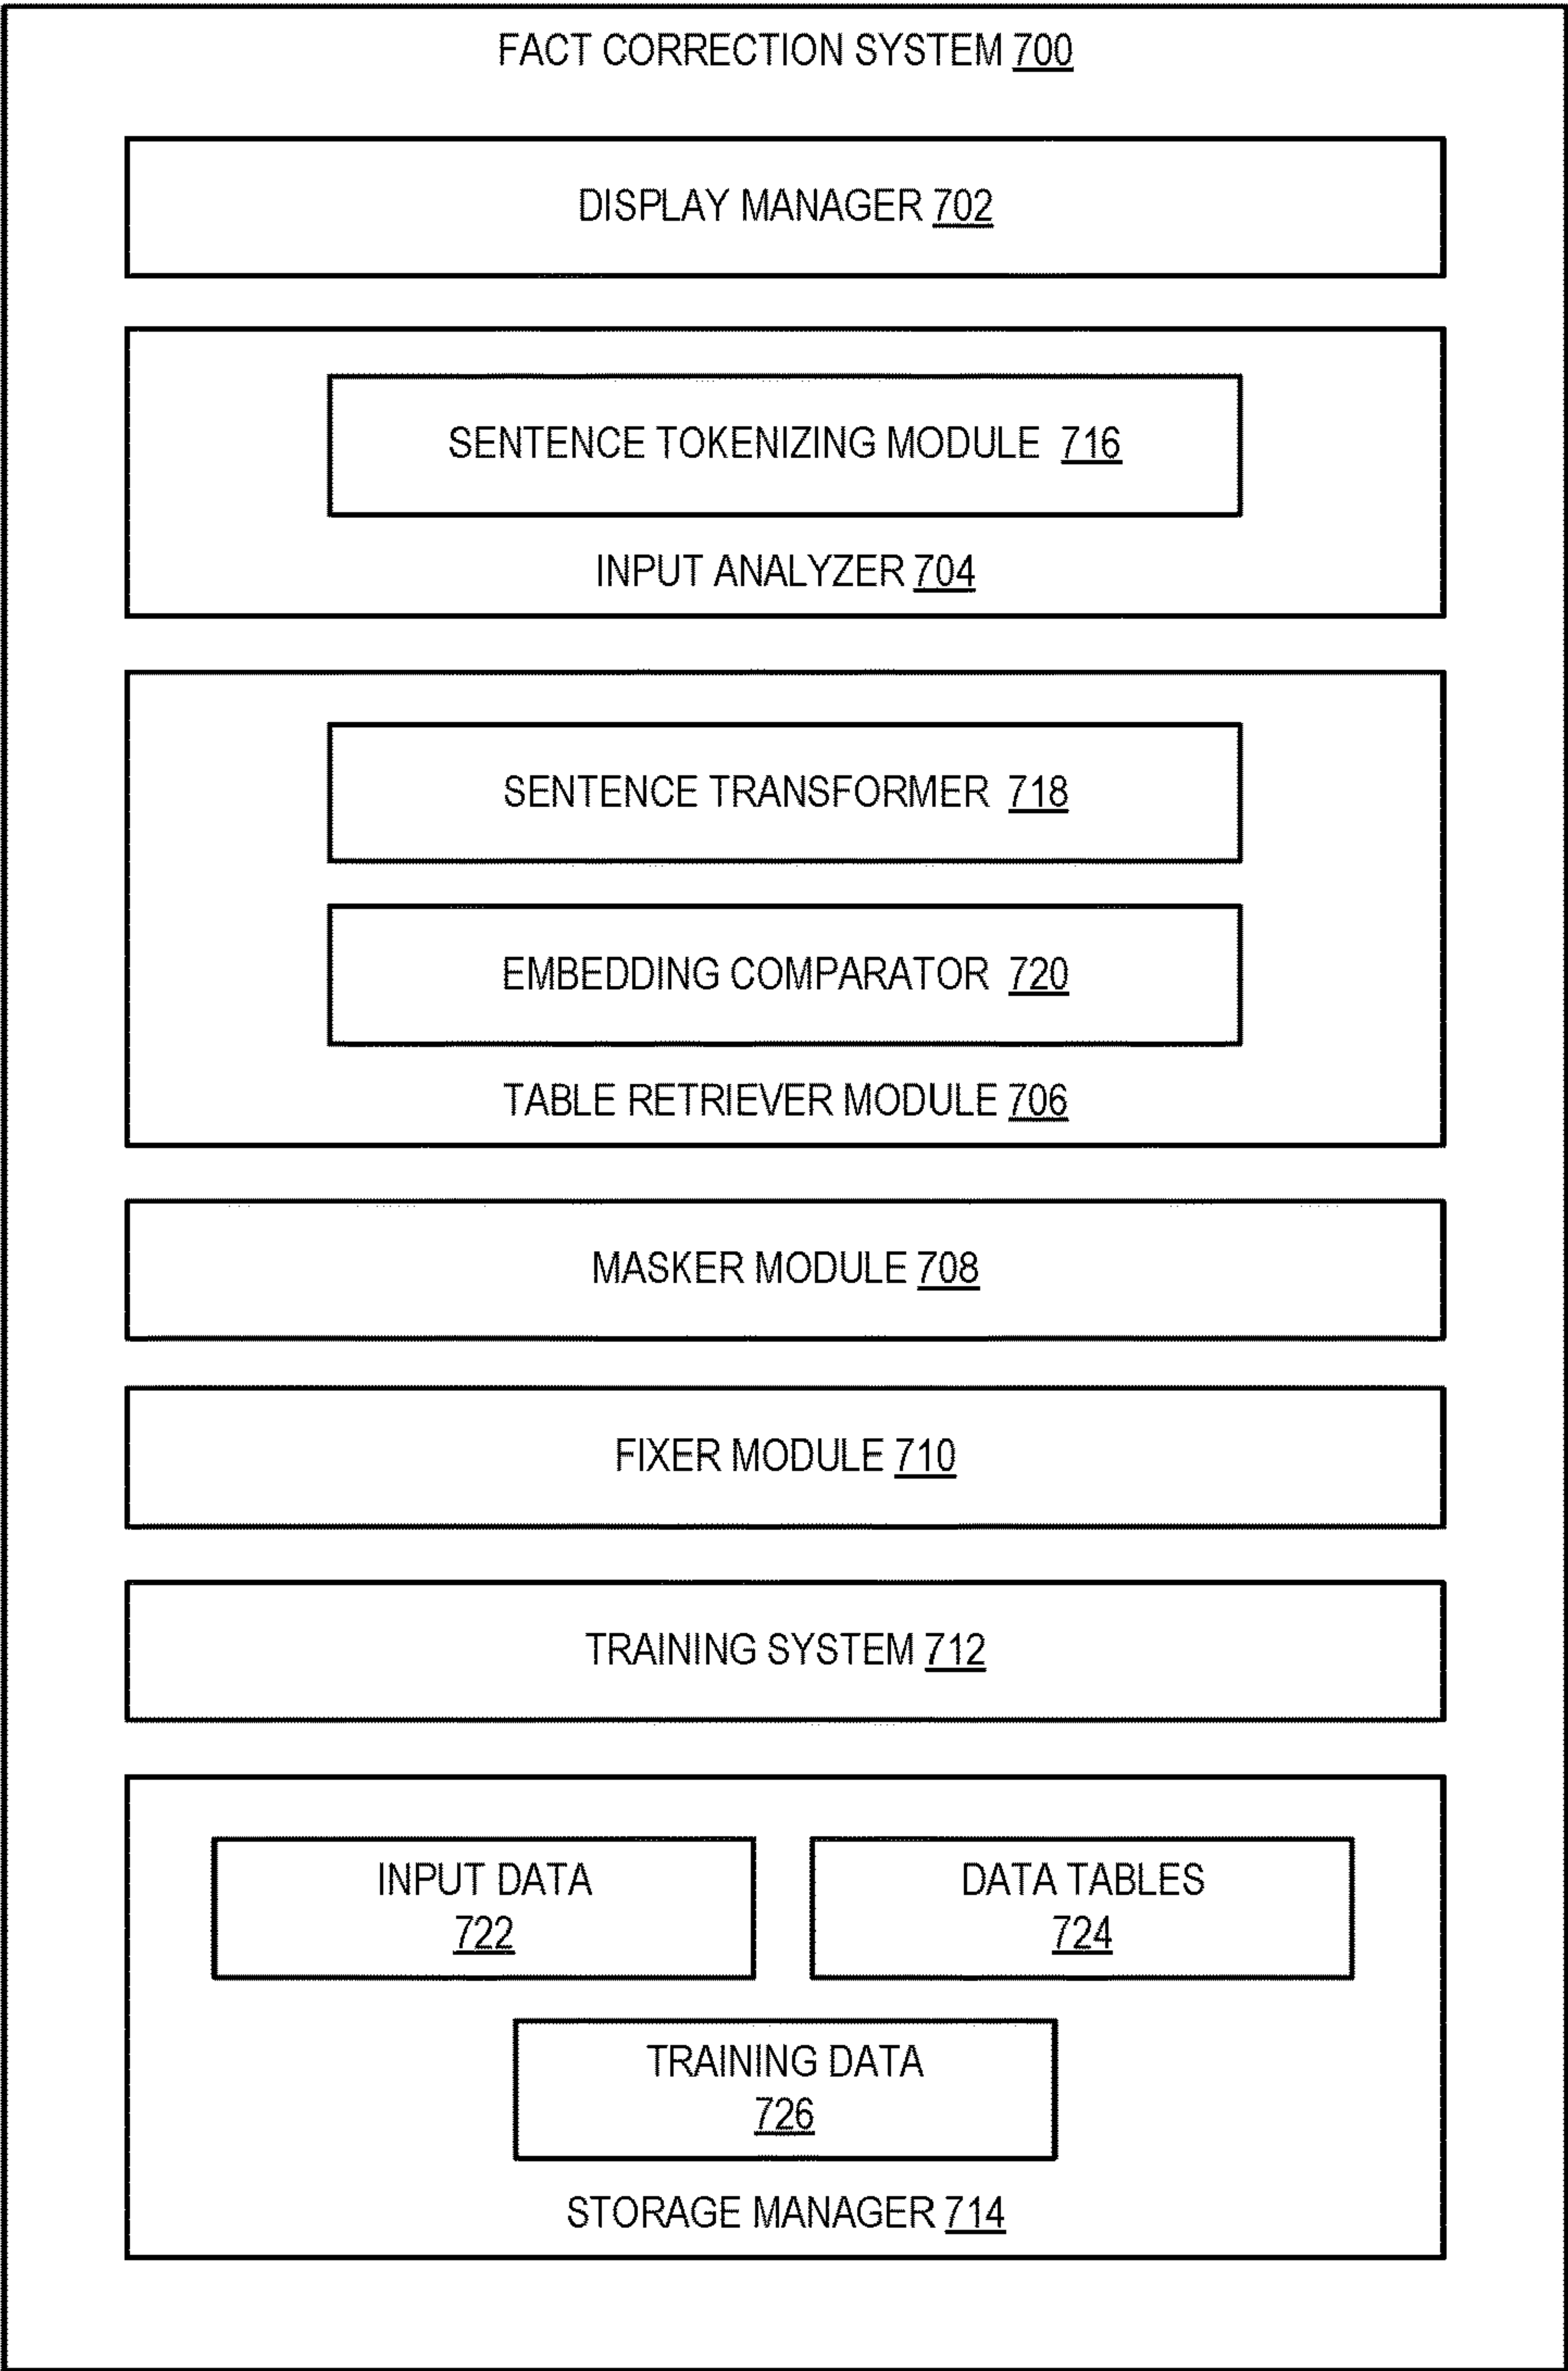 FACT CORRECTION SYSTEM 700
DISPLAY MANAGER 702
SENTENCE TOKENIZING MODULE 716
INPUT ANALYZER 704
SENTENCE TRANSFORMER 718
EMBEDDING COMPARATOR 720
TABLE RETRIEVER MODULE 706
MASKER MODULE 708
FIXER MODULE 710
TRAINING SYSTEM 712
INPUT DATA
722
DATA TABLES
724
TRAINING DATA
726
STORAGE MANAGER 714